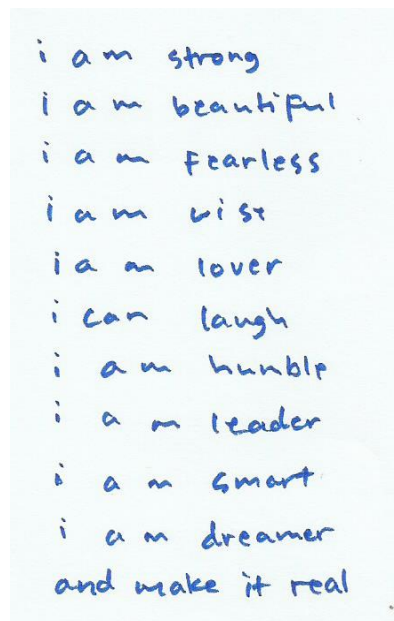 i am strong
i am beautiful
i am fearless
i am wise
i am lover
i can laugh
i am humble
i am leader
i am smart
i am dreamer
and make it real